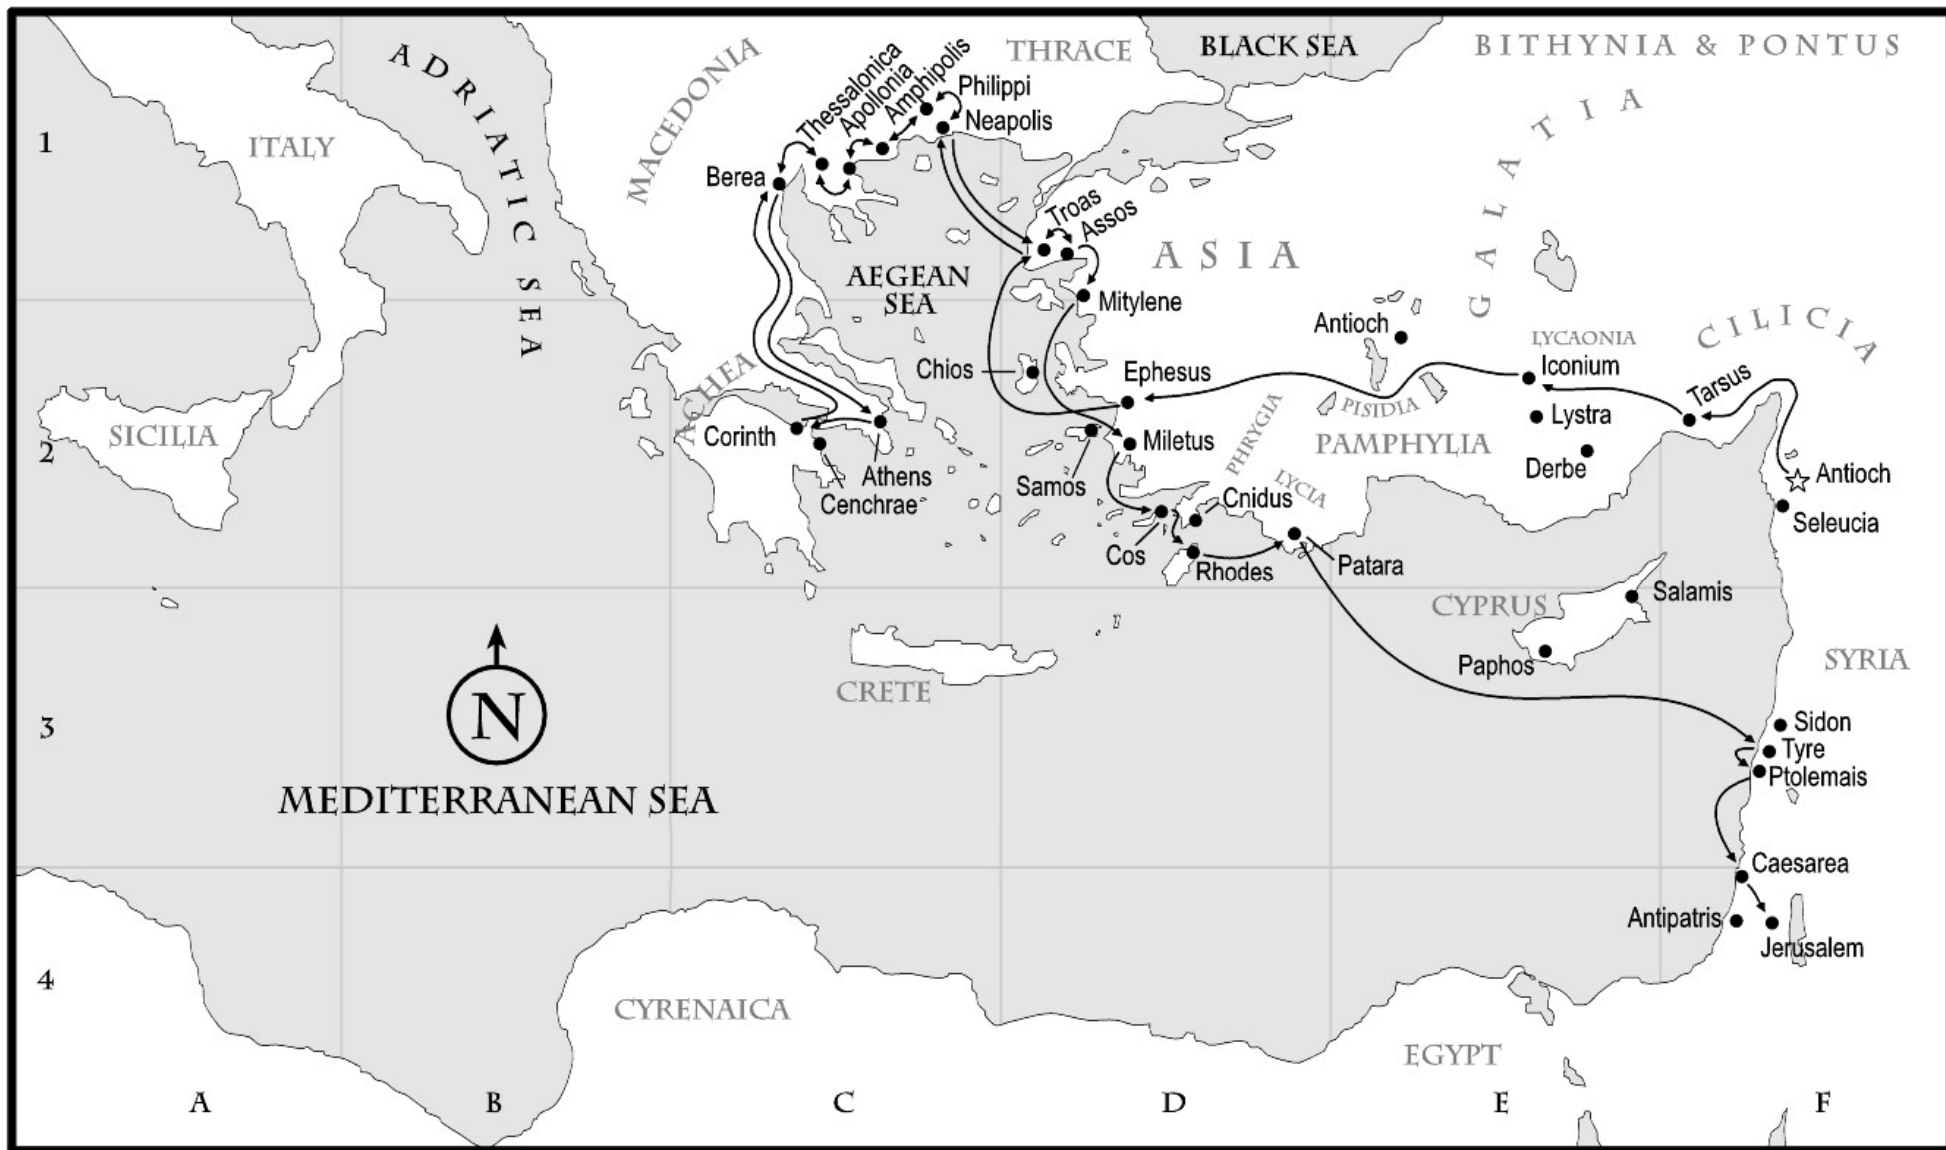 ADRIATIC SEA
MACEDONIA
THRACE
BLACK SEA
BITHYNIA & PONTUS
GALATIA
1
ITALY
Thessalonica
Apollonia
Amphipolis
Philippi
Neapolis
Berea
Troas
Assos
ASIA
AEGEAN
SEA
Mitylene
Antioch
LYCAONIA
CILICIA
Chios
Ephesus
Iconium
Tarsus
ACHEA
PHRYGIA
PISIDIA
Lystra
2
SICILIA
Corinth
Miletus
PAMPHYLIA
Derbe
Athens
Cenchrae
Samos
LYCIA
Cnidus
Antioch
Seleucia
Cos
Rhodes
Patara
CYPRUS
Salamis
Paphos
SYRIA
CRETE
N
3
Sidon
Tyre
Ptolemais
MEDITERRANEAN SEA
Caesarea
Antipatris
Jerusalem
4
CYRENAICA
EGYPT
A
B
C
D
E
F